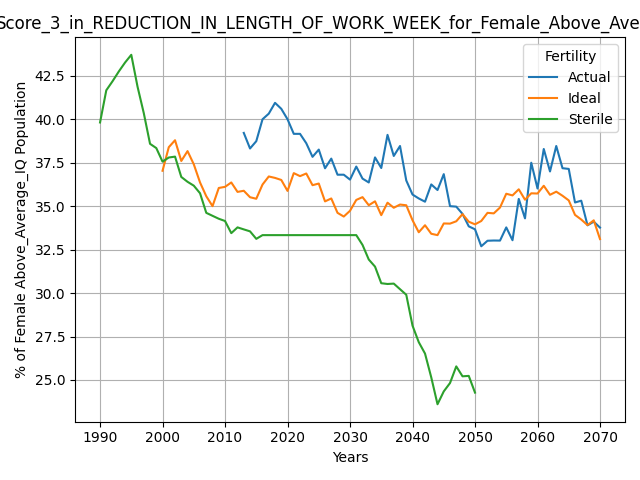 Score_3_in_REDUCTION_IN_LENGTH_OF_WORK_WEEK_for_Female_Above_Ave
Fertility
Actual
Ideal
Sterile
% of Female Above_Average_IQ Population
42.5
40.0
37.5
35.0
32.5
30.0
27.5
25.0
1990 2000 2010 2020 2030 2040 2050 2060 2070
Years